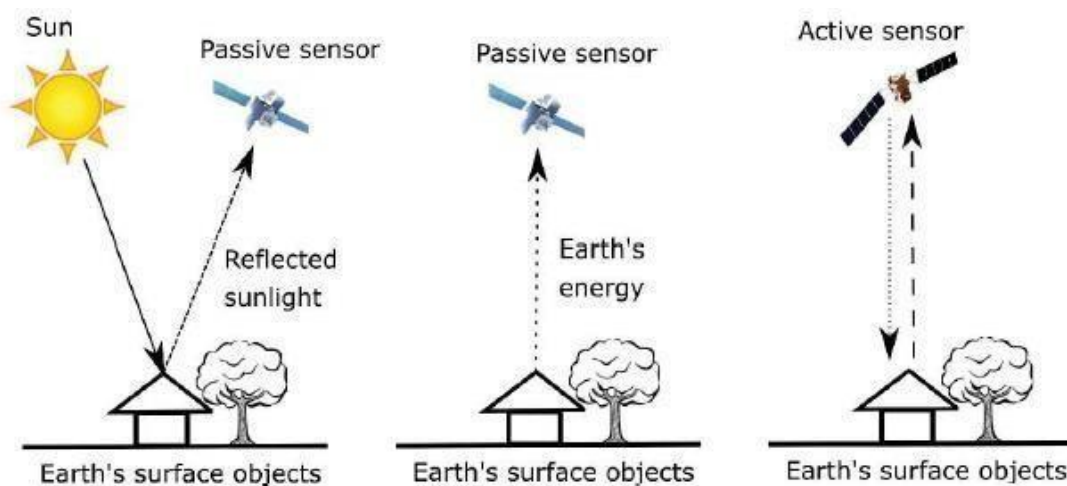 Sun
Passive sensor
Reflected
sunlight
Earth's surface objects
Passive sensor
Earth's
energy
Earth's surface objects
Active sensor
Earth's surface objects